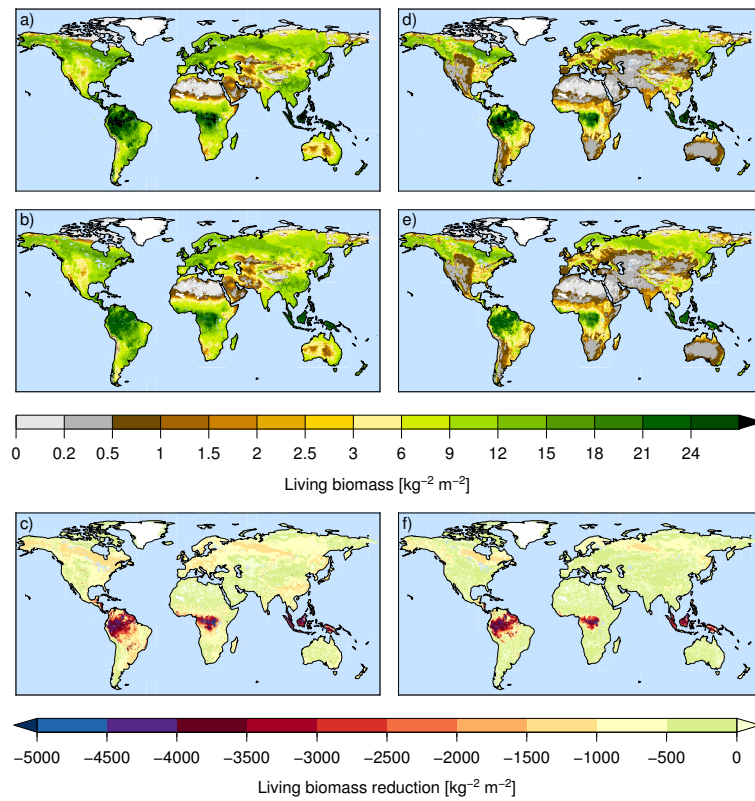 a) d)
b) e)
0 0.2 0.5 1 1.5 2 2.5 3 6 9 12 15 18 21 24
Living biomass [kg⁻² m⁻²]
c) f)
−5000 −4500 −4000 −3500 −3000 −2500 −2000 −1500 −1000 −500 0
Living biomass reduction [kg⁻² m⁻²]